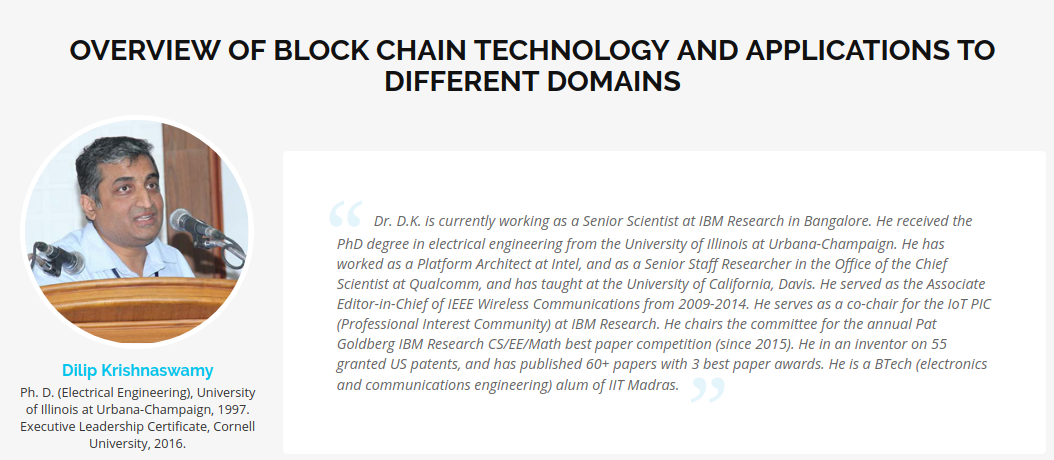 OVERVIEW OF BLOCK CHAIN TECHNOLOGY AND APPLICATIONS TO
DIFFERENT DOMAINS
Dilip Krishnaswamy
Ph. D. (Electrical Engineering), University
of Illinois at Urbana-Champaign, 1997.
Executive Leadership Certificate, Cornell
University, 2016.
“ Dr. D.K. is currently working as a Senior Scientist at IBM Research in Bangalore. He received the
PhD degree in electrical engineering from the University of Illinois at Urbana-Champaign. He has
worked as a Platform Architect at Intel, and as a Senior Staff Researcher in the Office of the Chief
Scientist at Qualcomm, and has taught at the University of California, Davis. He served as the Associate
Editor-in-Chief of IEEE Wireless Communications from 2009-2014. He serves as a co-chair for the IoT PIC
(Professional Interest Community) at IBM Research. He chairs the committee for the annual Pat
Goldberg IBM Research CS/EE/Math best paper competition (since 2015). He in an inventor on 55
granted US patents, and has published 60+ papers with 3 best paper awards. He is a BTech (electronics
and communications engineering) alum of IIT Madras. ”